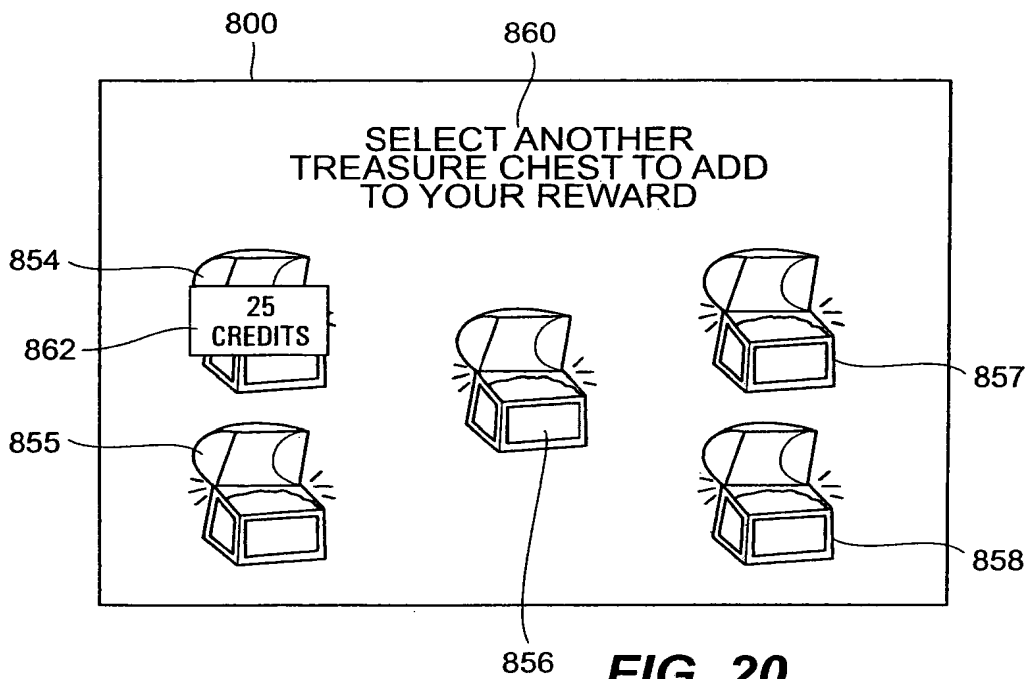 800
860
SELECT ANOTHER
TREASURE CHEST TO ADD
TO YOUR REWARD
854
25
CREDITS
862
857
855
858
856
FIG. 20